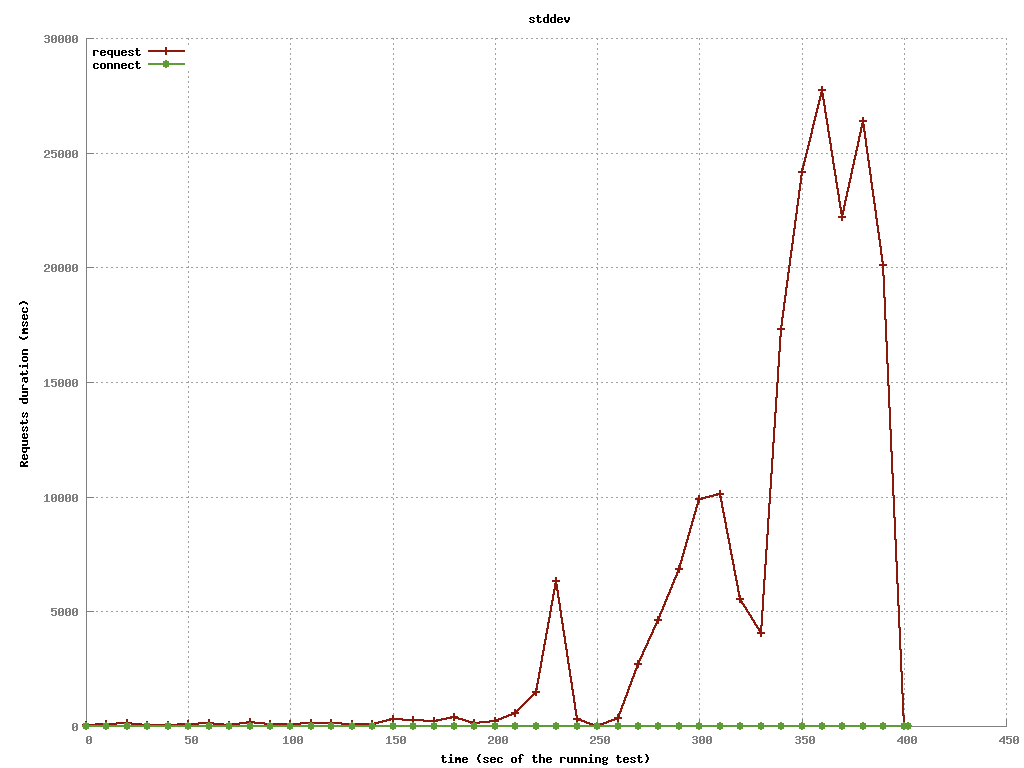 stddev
30000
request
connect
25000
20000
15000
10000
5000
0
Requests duration (msec)
0 50 100 150 200 250 300 350 400 450
time (sec of the running test)